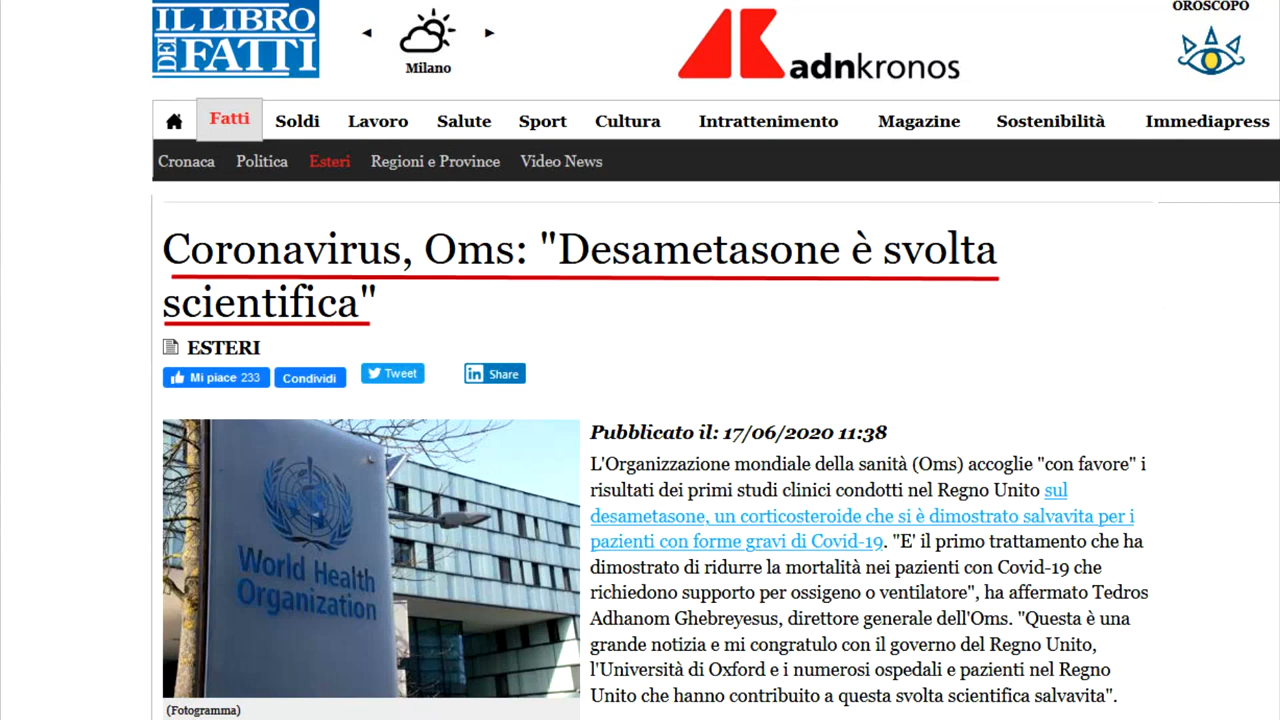 IL LIBRO
DEI FATTI
Milano
adnkronos
OROSCOPO
Fatti Soldi Lavoro Salute Sport Cultura Intrattenimento Magazine Sostenibilità Immediapress
Cronaca Politica Esteri Regioni e Province Video News
Coronavirus, Oms: "Desametasone è svolta
scientifica"
ESTERI
Mi piace 233 Condividi Tweet in Share
World Health
Organization
(Fotogramma)
Pubblicato il: 17/06/2020 11:38
L'Organizzazione mondiale della sanità (Oms) accoglie "con favore" i
risultati dei primi studi clinici condotti nel Regno Unito sul
desametasone, un corticosteroide che si è dimostrato salvavita per i
pazienti con forme gravi di Covid-19. "E' il primo trattamento che ha
dimostrato di ridurre la mortalità nei pazienti con Covid-19 che
richiedono supporto per ossigeno o ventilatore", ha affermato Tedros
Adhanom Ghebreyesus, direttore generale dell'Oms. "Questa è una
grande notizia e mi congratulo con il governo del Regno Unito,
l'Università di Oxford e i numerosi ospedali e pazienti nel Regno
Unito che hanno contribuito a questa svolta scientifica salvavita".